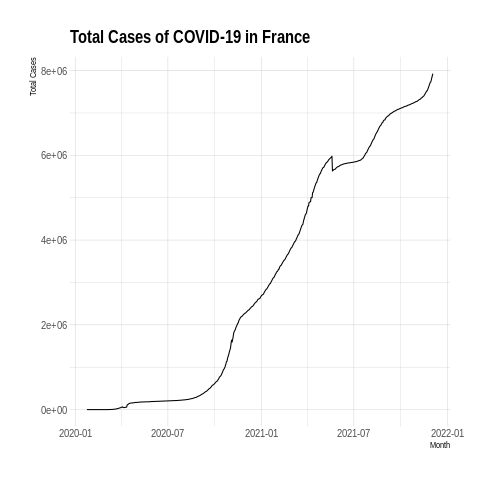 Total Cases of COVID-19 in France
Total Cases
8e+06
6e+06
4e+06
2e+06
0e+00
2020-01 2020-07 2021-01 2021-07 2022-01
Month